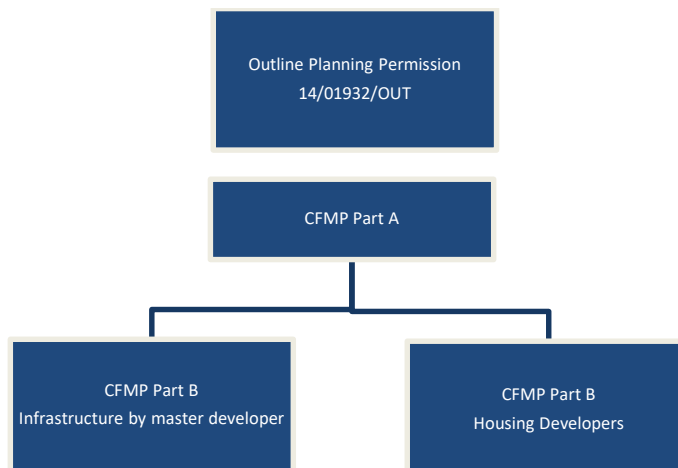 Outline Planning Permission
14/01932/OUT
CFMP Part A
CFMP Part B
Infrastructure by master developer
CFMP Part B
Housing Developers